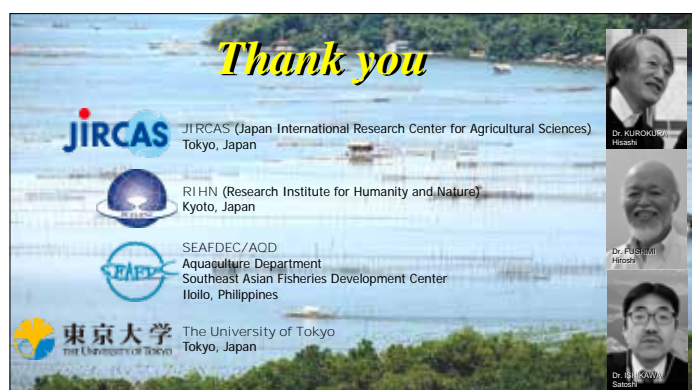 Thank you
JIRCAS
JIRCAS (Japan International Research Center for Agricultural Sciences)
Tokyo, Japan
RIHN (Research Institute for Humanity and Nature)
Kyoto, Japan
SEAFDEC
SEAFDEC/AQD
Aquaculture Department
Southeast Asian Fisheries Development Center
Iloilo, Philippines
東京大学
THE UNIVERSITY OF TOKYO
The University of Tokyo
Tokyo, Japan
Dr. KUROKURA
Hisashi
Dr. FUSHIMI
Hiroshi
Dr. ISHIKAWA
Satoshi